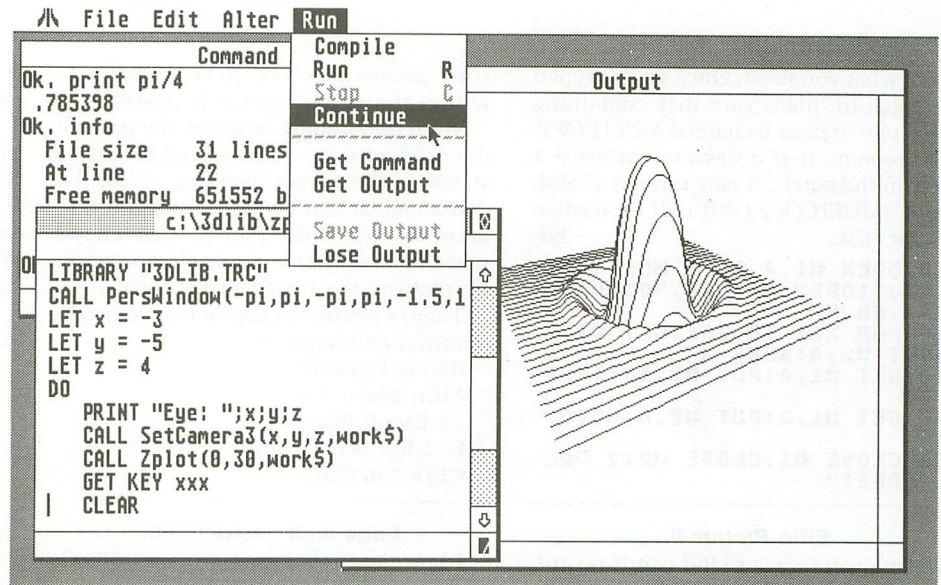 File Edit Alter Run
Compile
Run R
Stop C
Continue
Get Command
Get Output
Save Output
Lose Output
Command
Ok. print pi/4
.785398
Ok. info
File size 31 lines
At line 22
Free memory 651552 b
c:\3dlib\zp
LIBRARY "3DLIB.TRC"
CALL PersWindow(-pi,pi,-pi,pi,-1.5,1
LET x = -3
LET y = -5
LET z = 4
DO
PRINT "Eye: ";x;y;z
CALL SetCamera3(x,y,z,work$)
CALL Zplot(0,30,work$)
GET KEY xxx
CLEAR
Output